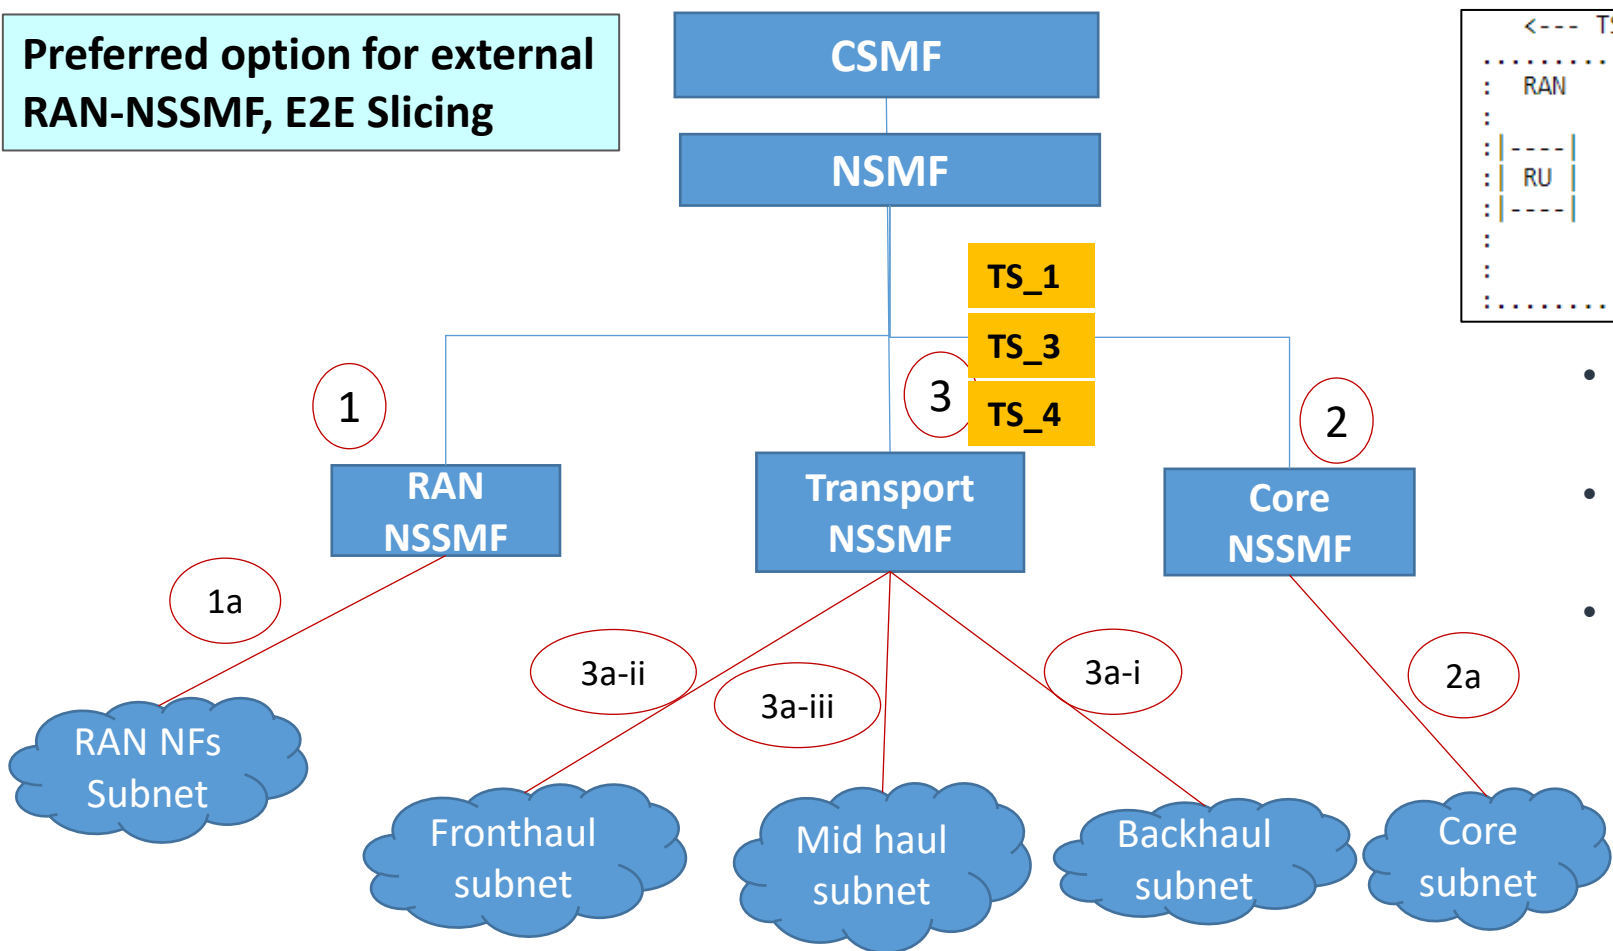 Preferred option for external
RAN-NSSMF, E2E Slicing
CSMF
NSMF
<--- TS
.........
: RAN
:
:|----|
:| RU |
:|----|
:
:
:.........
TS_1
TS_3
TS_4
1
3
2
RAN
NSSMF
Transport
NSSMF
Core
NSSMF
1a
3a-ii
3a-iii
3a-i
2a
RAN NFs
Subnet
Fronthaul
subnet
Mid haul
subnet
Backhaul
subnet
Core
subnet